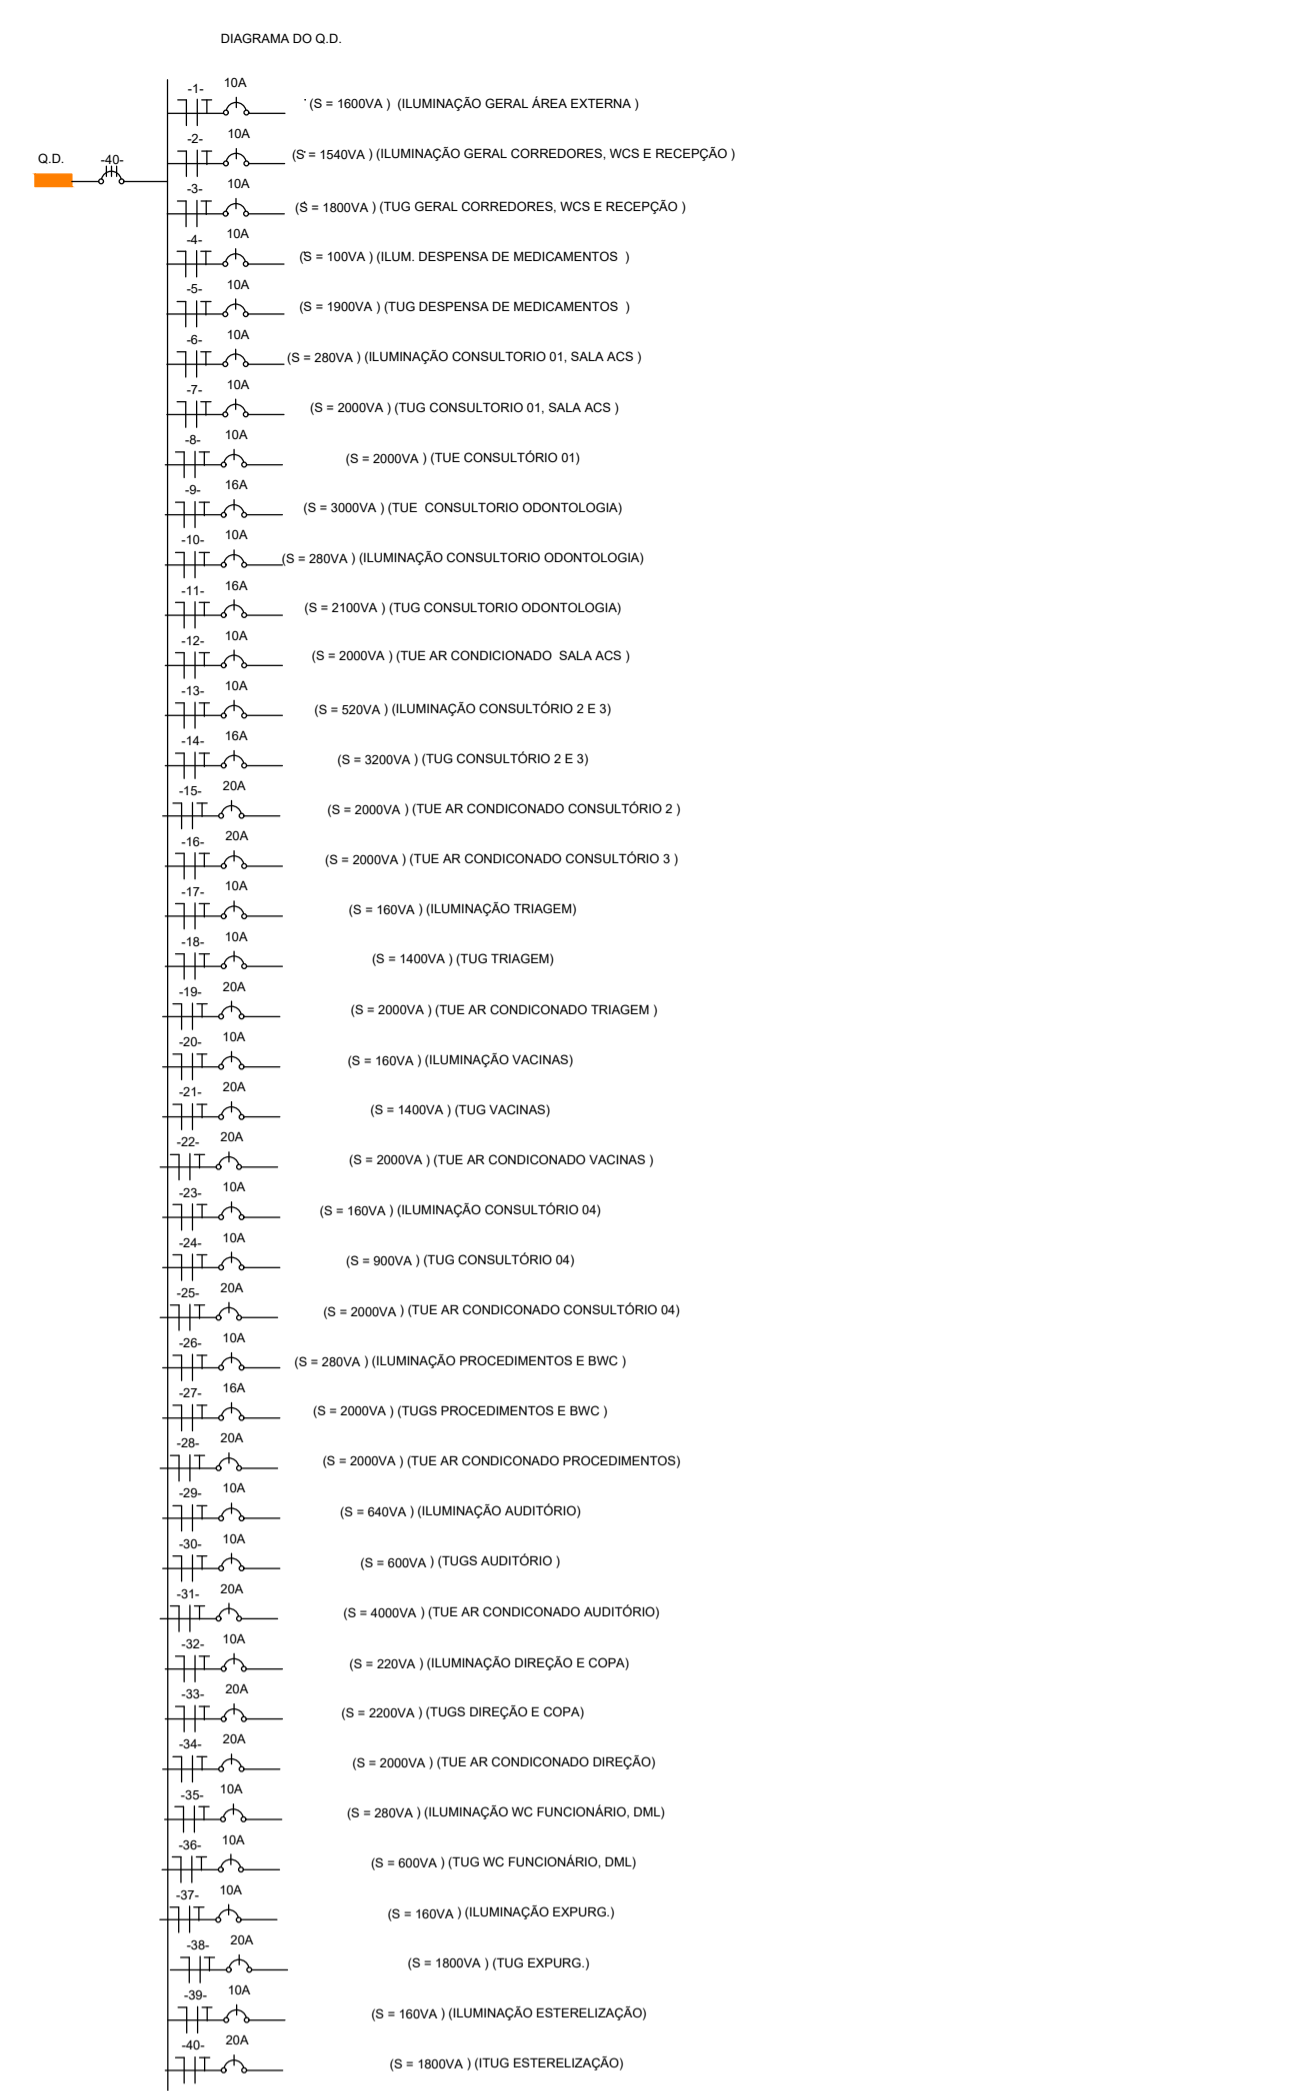 DIAGRAMA DO Q.D.
Q.D.
-40-
-1- 10A (S = 1600VA ) (ILUMINAÇÃO GERAL ÁREA EXTERNA )
-2- 10A (S = 1540VA ) (ILUMINAÇÃO GERAL CORREDORES, WCS E RECEPÇÃO )
-3- 10A (S = 1800VA ) (TUG GERAL CORREDORES, WCS E RECEPÇÃO )
-4- 10A (S = 100VA ) (ILUM. DESPENSA DE MEDICAMENTOS )
-5- 10A (S = 1900VA ) (TUG DESPENSA DE MEDICAMENTOS )
-6- 10A (S = 280VA ) (ILUMINAÇÃO CONSULTORIO 01, SALA ACS )
-7- 10A (S = 2000VA ) (TUG CONSULTORIO 01, SALA ACS )
-8- 10A (S = 2000VA ) (TUE CONSULTÓRIO 01)
-9- 16A (S = 3000VA ) (TUE CONSULTORIO ODONTOLOGIA)
-10- 10A (S = 280VA ) (ILUMINAÇÃO CONSULTORIO ODONTOLOGIA)
-11- 16A (S = 2100VA ) (TUG CONSULTORIO ODONTOLOGIA)
-12- 10A (S = 2000VA ) (TUE AR CONDICIONADO SALA ACS )
-13- 10A (S = 520VA ) (ILUMINAÇÃO CONSULTÓRIO 2 E 3)
-14- 16A (S = 3200VA ) (TUG CONSULTÓRIO 2 E 3)
-15- 20A (S = 2000VA ) (TUE AR CONDICONADO CONSULTÓRIO 2 )
-16- 20A (S = 2000VA ) (TUE AR CONDICONADO CONSULTÓRIO 3 )
-17- 10A (S = 160VA ) (ILUMINAÇÃO TRIAGEM)
-18- 10A (S = 1400VA ) (TUG TRIAGEM)
-19- 20A (S = 2000VA ) (TUE AR CONDICONADO TRIAGEM )
-20- 10A (S = 160VA ) (ILUMINAÇÃO VACINAS)
-21- 20A (S = 1400VA ) (TUG VACINAS)
-22- 20A (S = 2000VA ) (TUE AR CONDICONADO VACINAS )
-23- 10A (S = 160VA ) (ILUMINAÇÃO CONSULTÓRIO 04)
-24- 10A (S = 900VA ) (TUG CONSULTÓRIO 04)
-25- 20A (S = 2000VA ) (TUE AR CONDICONADO CONSULTÓRIO 04)
-26- 10A (S = 280VA ) (ILUMINAÇÃO PROCEDIMENTOS E BWC )
-27- 16A (S = 2000VA ) (TUGS PROCEDIMENTOS E BWC )
-28- 20A (S = 2000VA ) (TUE AR CONDICONADO PROCEDIMENTOS)
-29- 10A (S = 640VA ) (ILUMINAÇÃO AUDITÓRIO)
-30- 10A (S = 600VA ) (TUGS AUDITÓRIO )
-31- 20A (S = 4000VA ) (TUE AR CONDICONADO AUDITÓRIO)
-32- 10A (S = 220VA ) (ILUMINAÇÃO DIREÇÃO E COPA)
-33- 20A (S = 2200VA ) (TUGS DIREÇÃO E COPA)
-34- 20A (S = 2000VA ) (TUE AR CONDICONADO DIREÇÃO)
-35- 10A (S = 280VA ) (ILUMINAÇÃO WC FUNCIONÁRIO, DML)
-36- 10A (S = 600VA ) (TUG WC FUNCIONÁRIO, DML)
-37- 10A (S = 160VA ) (ILUMINAÇÃO EXPURG.)
-38- 20A (S = 1800VA ) (TUG EXPURG.)
-39- 10A (S = 160VA ) (ILUMINAÇÃO ESTERELIZAÇÃO)
-40- 20A (S = 1800VA ) (ITUG ESTERELIZAÇÃO)